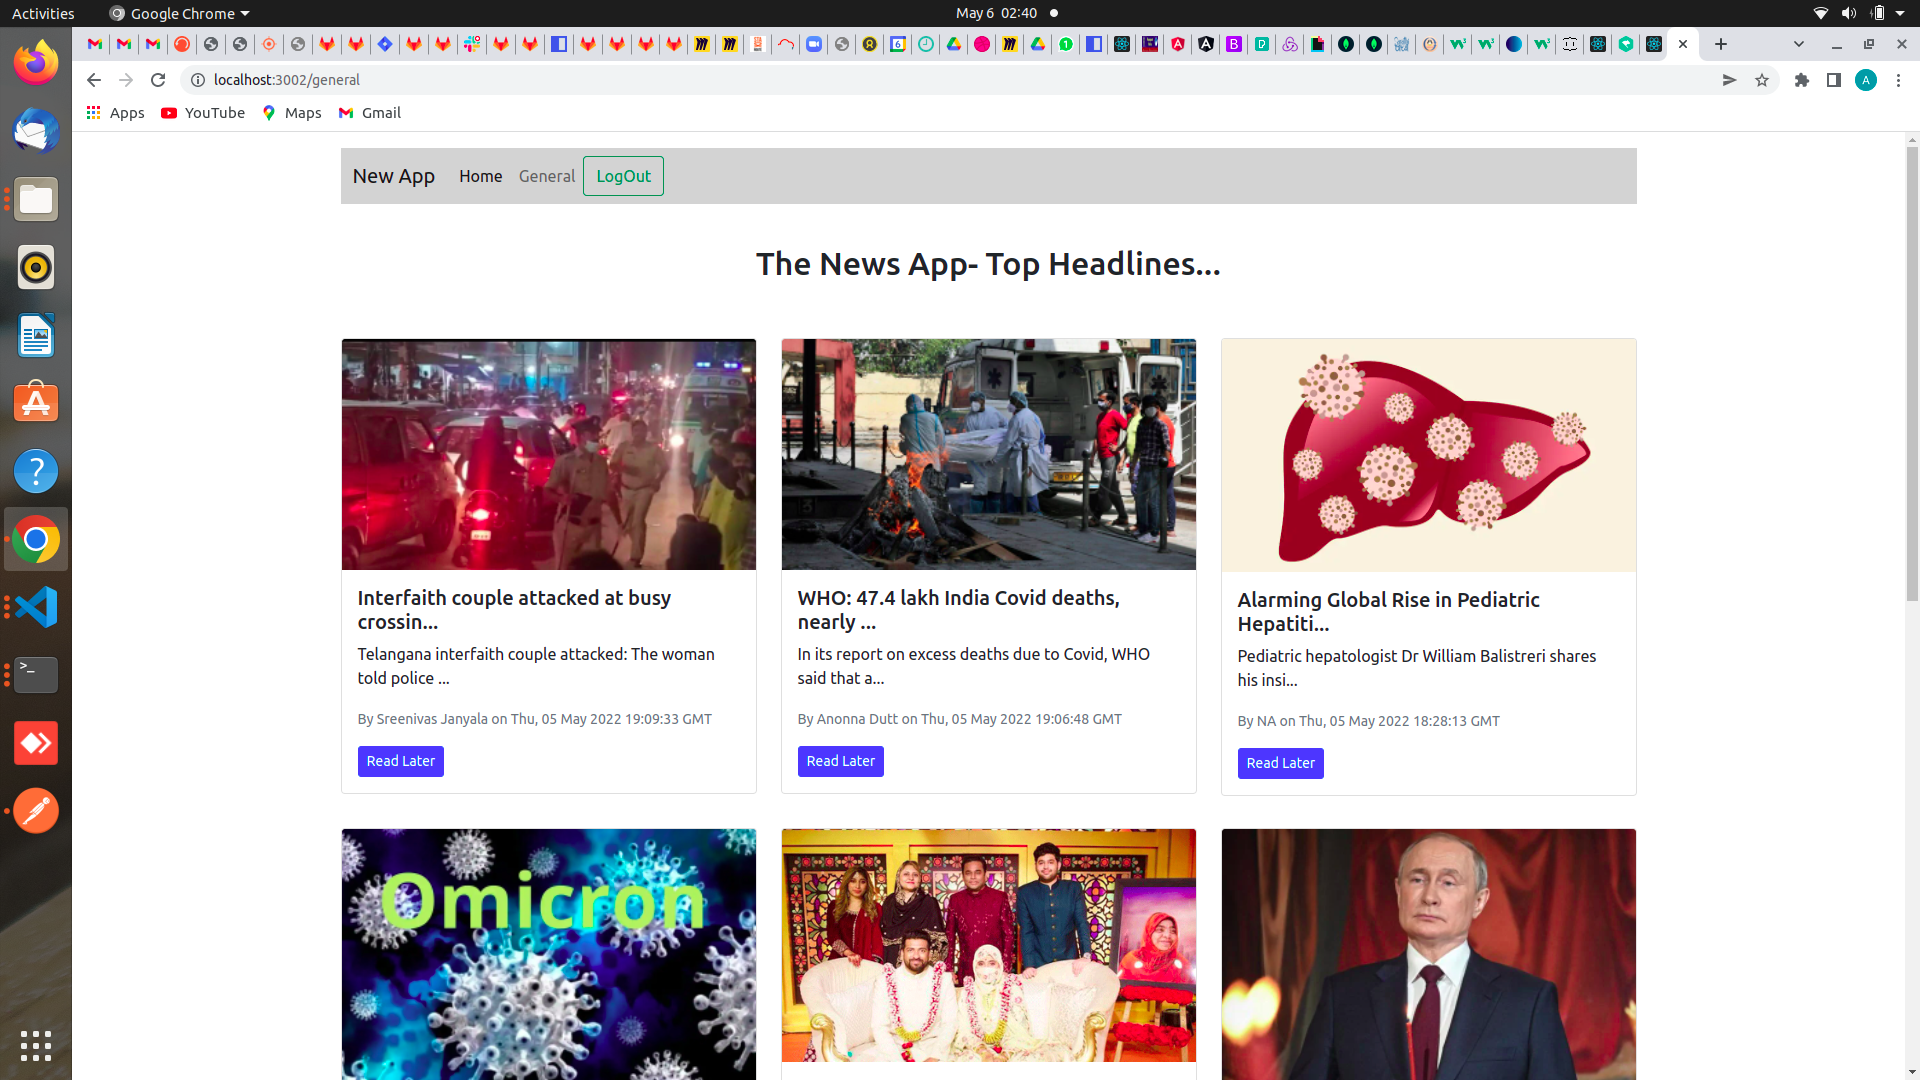 Activities
Google Chrome
May 6 02:40
localhost:3002/general
A
Apps
YouTube
Maps
Gmail
New App
Home
General
LogOut
The News App- Top Headlines...
Interfaith couple attacked at busy
crossin...
Telangana interfaith couple attacked: The woman
told police ...
By Sreenivas Janyala on Thu, 05 May 2022 19:09:33 GMT
Read Later
WHO: 47.4 lakh India Covid deaths,
nearly ...
In its report on excess deaths due to Covid, WHO
said that a...
By Anonna Dutt on Thu, 05 May 2022 19:06:48 GMT
Read Later
Alarming Global Rise in Pediatric
Hepatiti...
Pediatric hepatologist Dr William Balistreri shares
his insi...
By NA on Thu, 05 May 2022 18:28:13 GMT
Read Later
Omicron